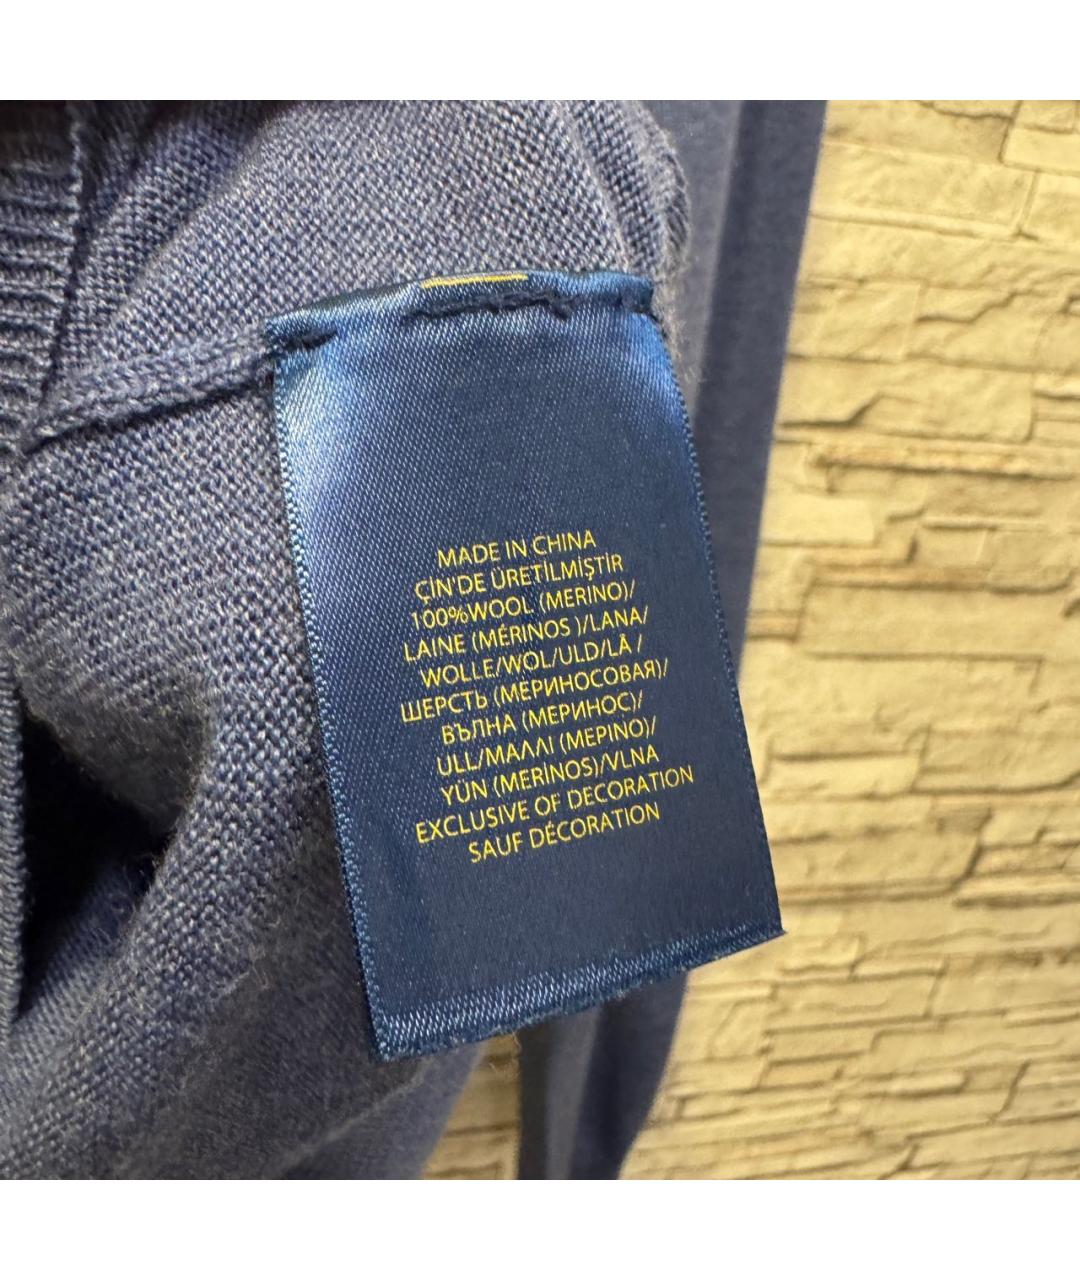 MADE IN CHINA
ÇİN'DE ÜRETİLMİŞTİR
100%WOOL (MERINO)/
LAINE (MÉRINOS )/LANA/
WOLLE/WOL/ULD/LÃ /
ШЕРСТЬ (МЕРИНОСОВАЯ)/
ВЪЛНА (МЕРИНОС)/
ULL/ΜΑΛΛΙ (ΜΕΡΙΝΟ)/
YÜN (MERİNOS)/VLNA
EXCLUSIVE OF DECORATION
SAUF DÉCORATION